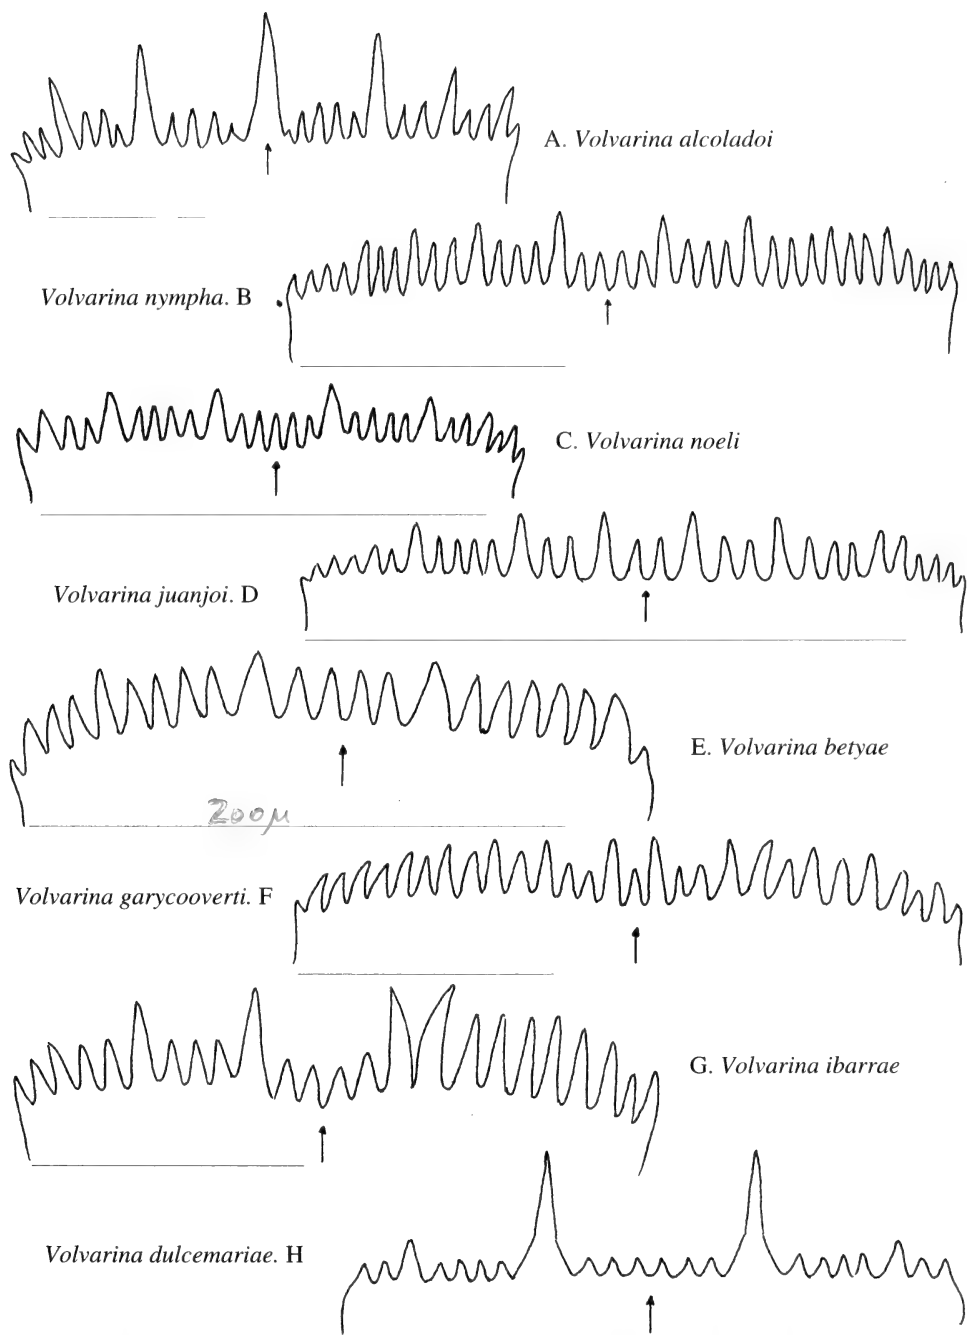 A. Volvarina alcoladoi
Volvarina nympha. B
C. Volvarina noeli
Volvarina juanjoi. D
E. Volvarina betyae
200µ
Volvarina garycooverti. F
G. Volvarina ibarrae
Volvarina dulcemariae. H